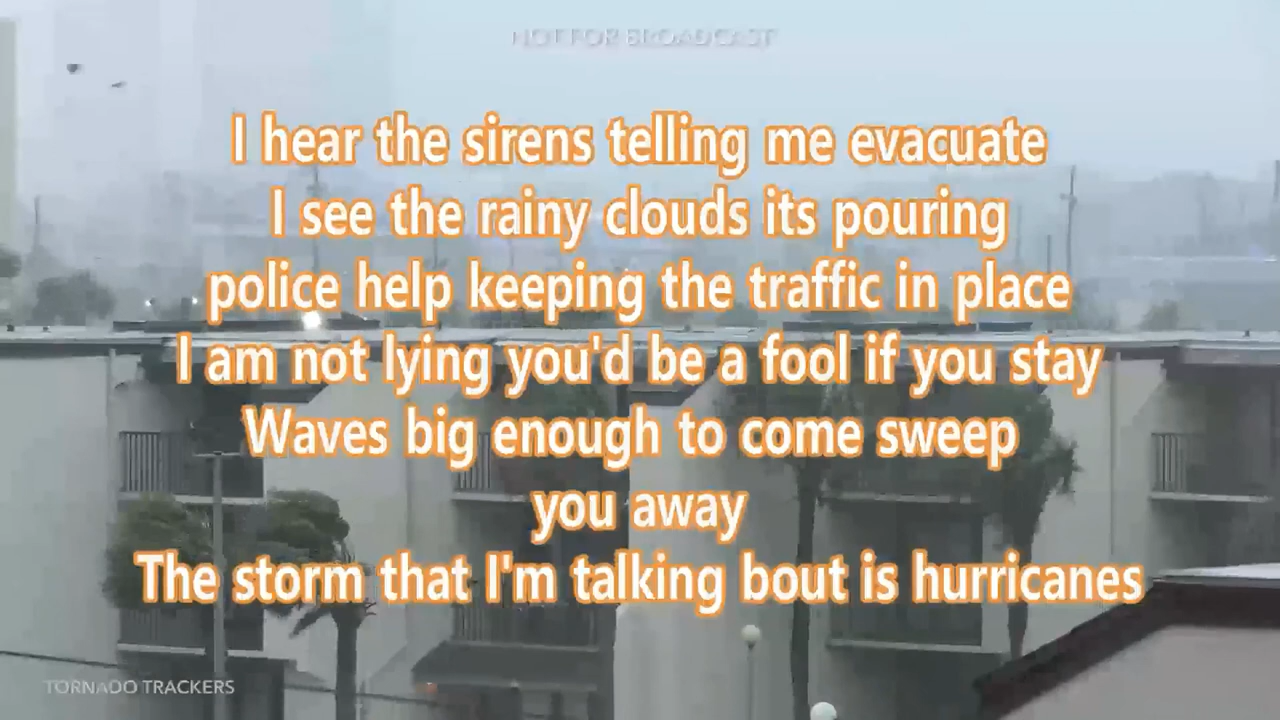 NOT FOR BROADCAST
I hear the sirens telling me evacuate
I see the rainy clouds its pouring
police help keeping the traffic in place
I am not lying you'd be a fool if you stay
Waves big enough to come sweep
you away
The storm that I'm talking bout is hurricanes
TORNADO TRACKERS